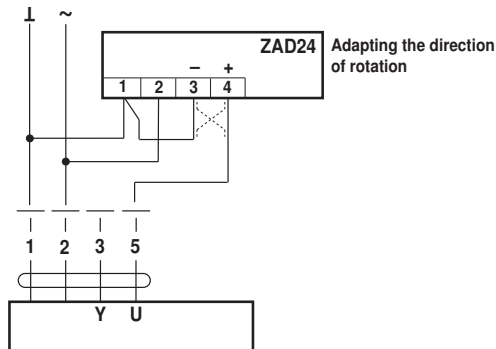 ⊥ ~
ZAD24
Adapting the direction
of rotation
– +
1 2 3 4
1 2 3 5
Y U